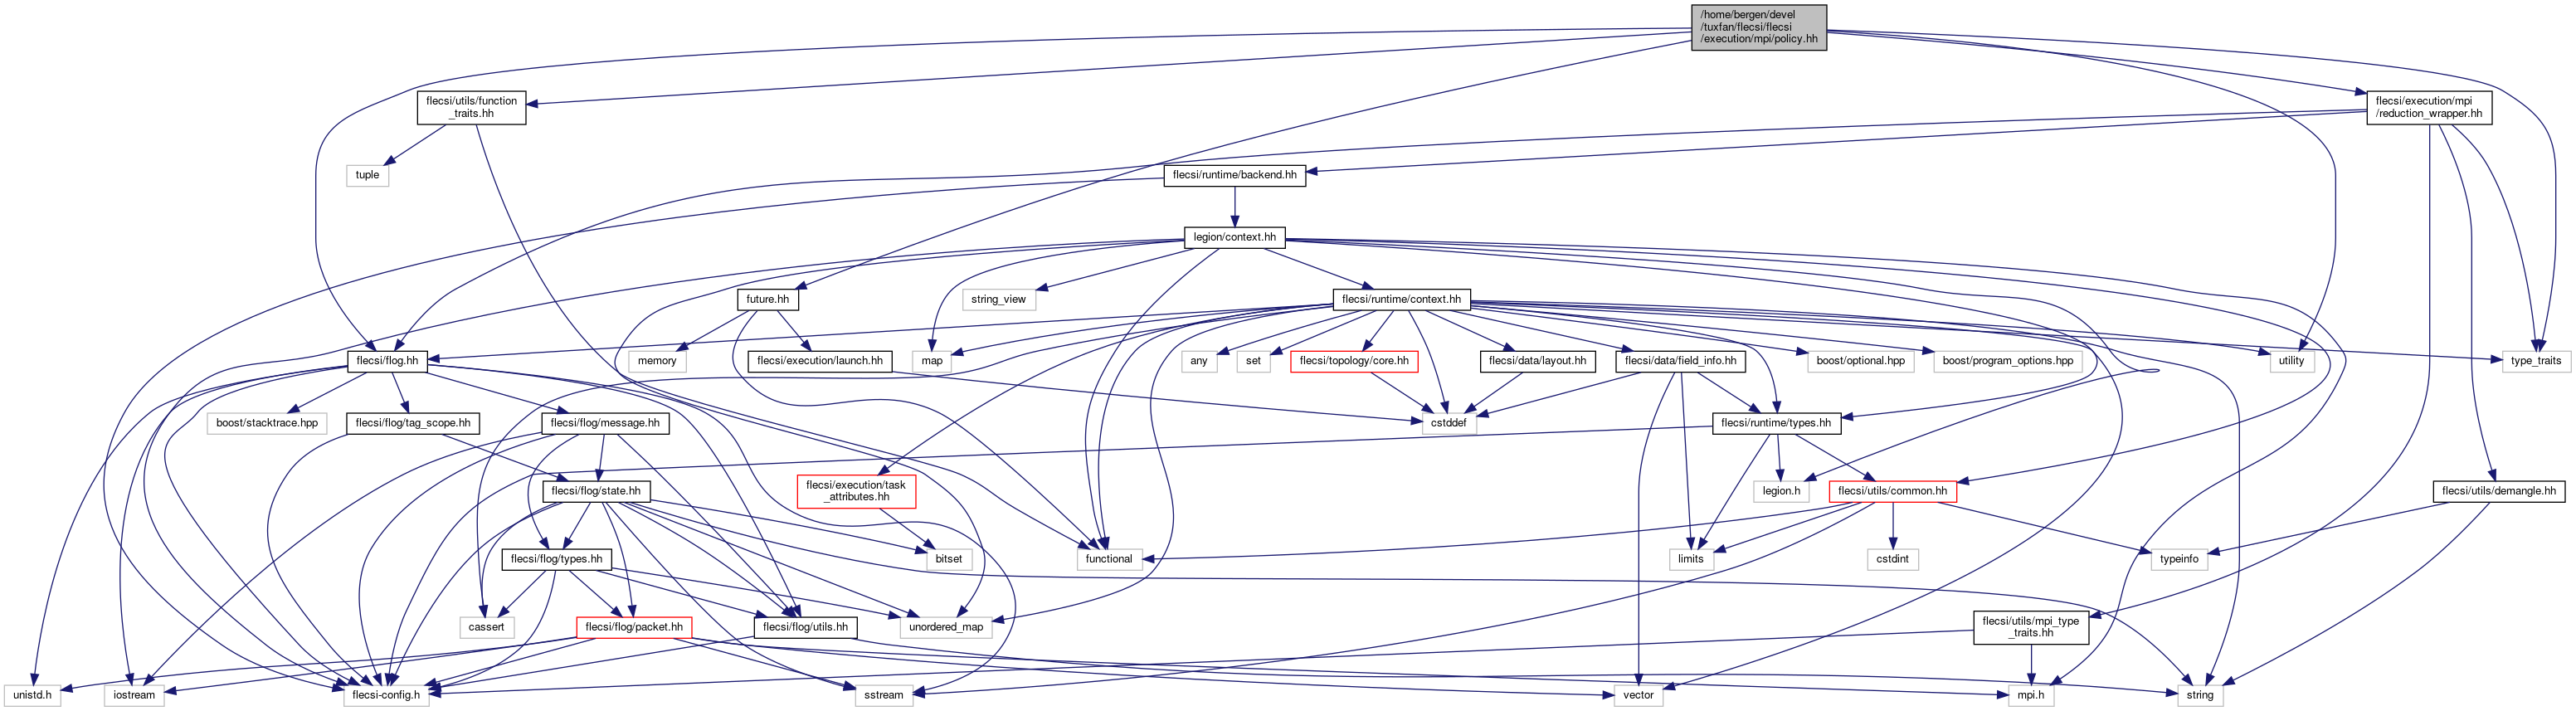 /home/bergen/devel
/tuxfan/flecsi/flecsi
/execution/mpi/policy.hh
flecsi/utils/function
_traits.hh
flecsi/execution/mpi
/reduction_wrapper.hh
tuple
flecsi/runtime/backend.hh
legion/context.hh
future.hh
string_view
flecsi/runtime/context.hh
flecsi/flog.hh
memory
flecsi/execution/launch.hh
map
any
set
flecsi/topology/core.hh
flecsi/data/layout.hh
flecsi/data/field_info.hh
boost/optional.hpp
boost/program_options.hpp
utility
type_traits
boost/stacktrace.hpp
flecsi/flog/tag_scope.hh
flecsi/flog/message.hh
cstddef
flecsi/runtime/types.hh
flecsi/flog/state.hh
flecsi/execution/task
_attributes.hh
legion.h
flecsi/utils/common.hh
flecsi/utils/demangle.hh
flecsi/flog/types.hh
bitset
functional
limits
cstdint
typeinfo
cassert
flecsi/flog/packet.hh
flecsi/flog/utils.hh
unordered_map
flecsi/utils/mpi_type
_traits.hh
unistd.h
iostream
flecsi-config.h
sstream
vector
mpi.h
string